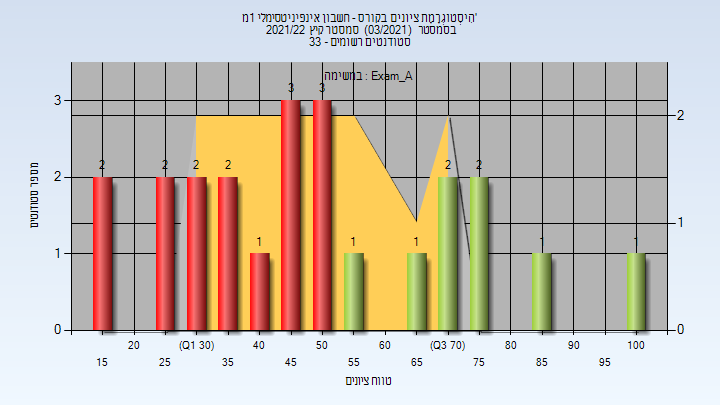 היסטוגרמת ציונים בקורס - חשבון אינפיניטסימלי 1מ'
בסמסטר (03/2021) סמסטר קיץ 2021/22
סטודנטים רשומים - 33
במשימה : Exam_A
מספר סטודנטים
3
2
1
0
2
1
0
2
2
2
2
1
3
3
1
1
2
2
1
1
20 (Q1 30) 40 50 60 (Q3 70) 80 90 100
15 25 35 45 55 65 75 85 95
טווח ציונים